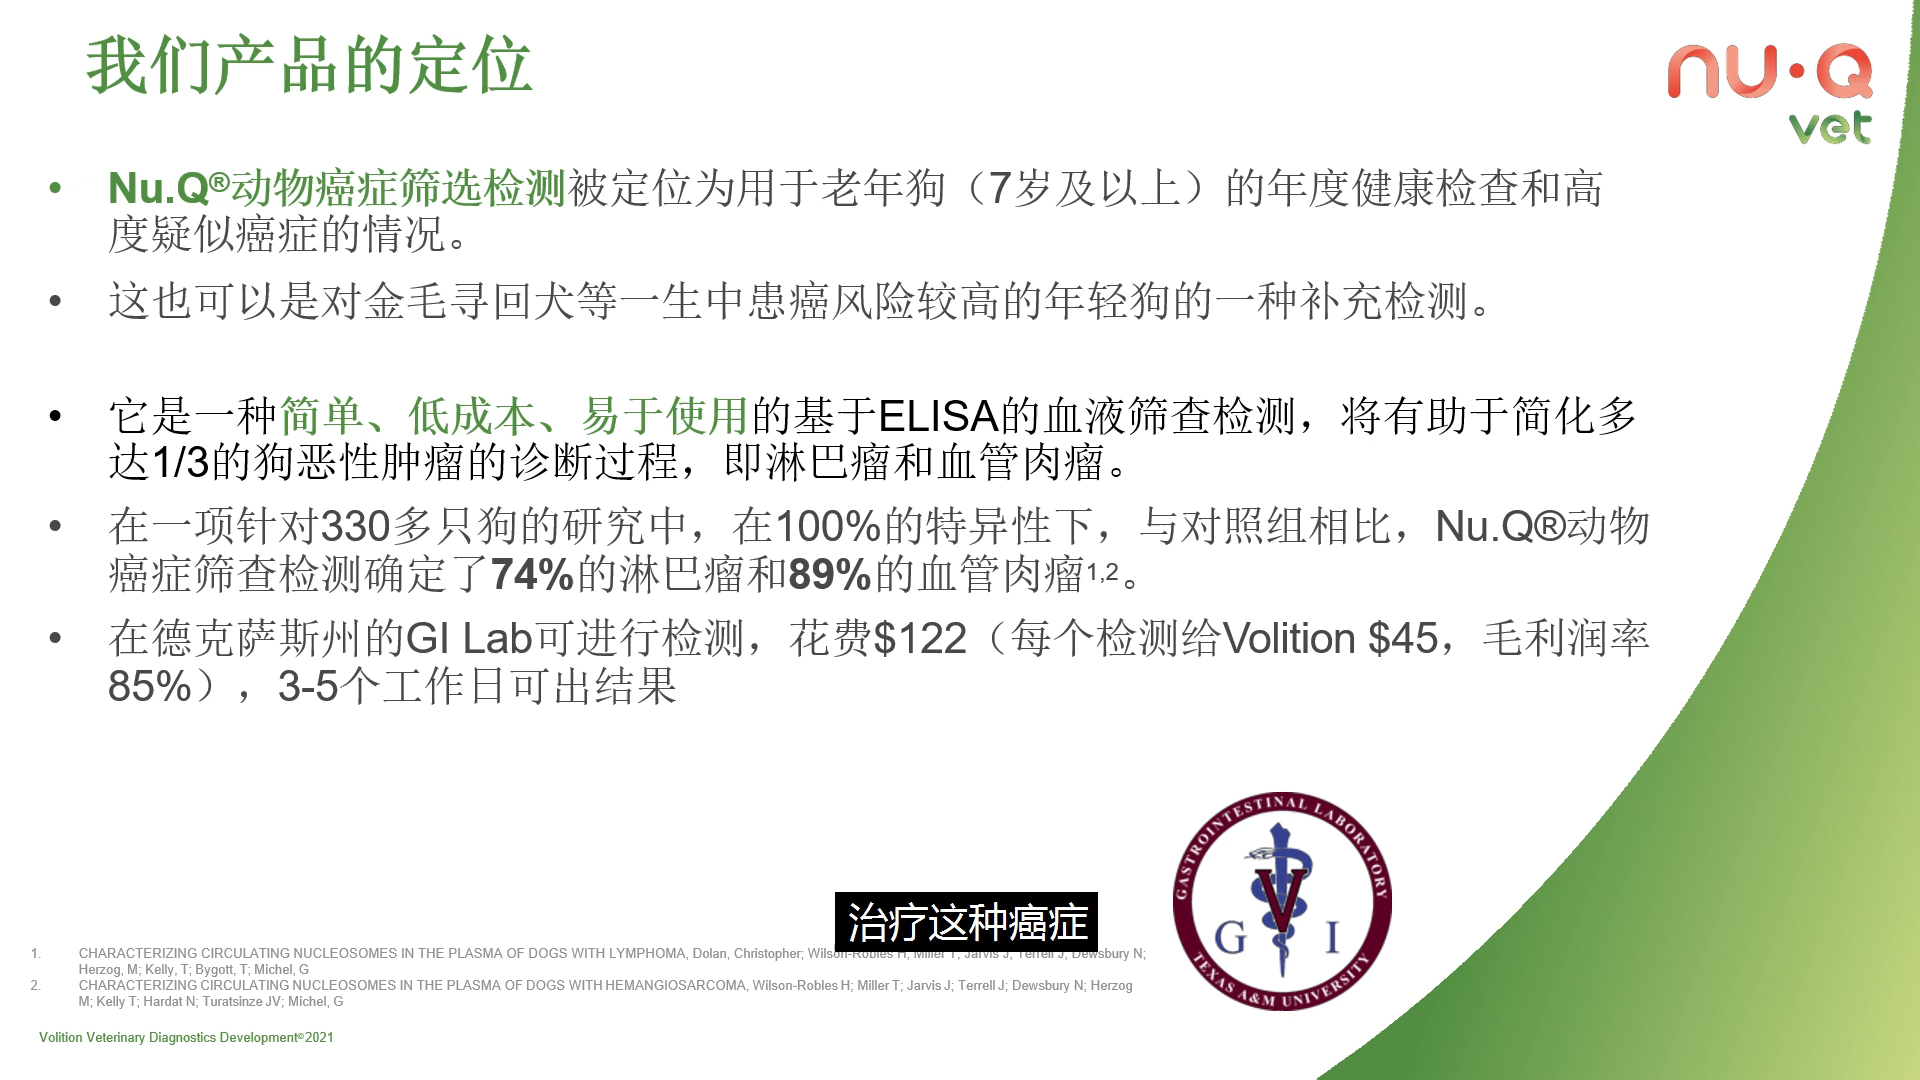 我们产品的定位
nu·Q
vet
• Nu.Q®动物癌症筛选检测被定位为用于老年狗（7岁及以上）的年度健康检查和高
度疑似癌症的情况。
• 这也可以是对金毛寻回犬等一生中患癌风险较高的年轻狗的一种补充检测。
• 它是一种简单、低成本、易于使用的基于ELISA的血液筛查检测，将有助于简化多
达1/3的狗恶性肿瘤的诊断过程，即淋巴瘤和血管肉瘤。
• 在一项针对330多只狗的研究中，在100%的特异性下，与对照组相比，Nu.Q®动物
癌症筛查检测确定了74%的淋巴瘤和89%的血管肉瘤1,2。
• 在德克萨斯州的GI Lab可进行检测，花费$122（每个检测给Volition $45，毛利润率
85%），3-5个工作日可出结果
GASTROINTESTINAL LABORATORY
G V I
TEXAS A&M UNIVERSITY
治疗这种癌症
1. CHARACTERIZING CIRCULATING NUCLEOSOMES IN THE PLASMA OF DOGS WITH LYMPHOMA, Dolan, Christopher; Wilson-Robles H; Miller T; Jarvis J; Terrell J; Dewsbury N;
Herzog, M; Kelly, T; Bygott, T; Michel, G
2. CHARACTERIZING CIRCULATING NUCLEOSOMES IN THE PLASMA OF DOGS WITH HEMANGIOSARCOMA, Wilson-Robles H; Miller T; Jarvis J; Terrell J; Dewsbury N; Herzog
M; Kelly T; Hardat N; Turatsinze JV; Michel, G
Volition Veterinary Diagnostics Development©2021